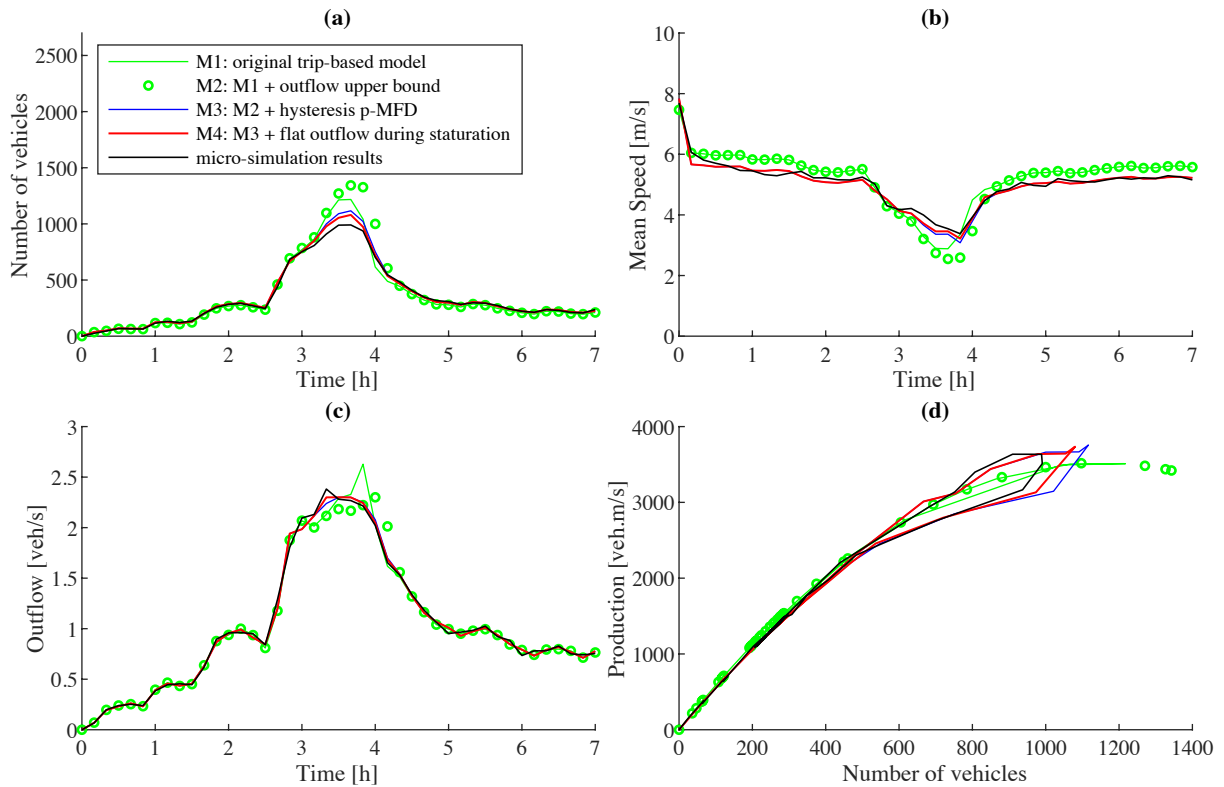 (a)
Number of vehicles
2500
2000
1500
1000
500
0
M1: original trip-based model
M2: M1 + outflow upper bound
M3: M2 + hysteresis p-MFD
M4: M3 + flat outflow during staturation
micro-simulation results
0 1 2 3 4 5 6 7
Time [h]
(b)
Mean Speed [m/s]
10
8
6
4
2
0
0 1 2 3 4 5 6 7
Time [h]
(c)
Outflow [veh/s]
3
2.5
2
1.5
1
0.5
0
0 1 2 3 4 5 6 7
Time [h]
(d)
Production [veh.m/s]
4000
3000
2000
1000
0
0 200 400 600 800 1000 1200 1400
Number of vehicles